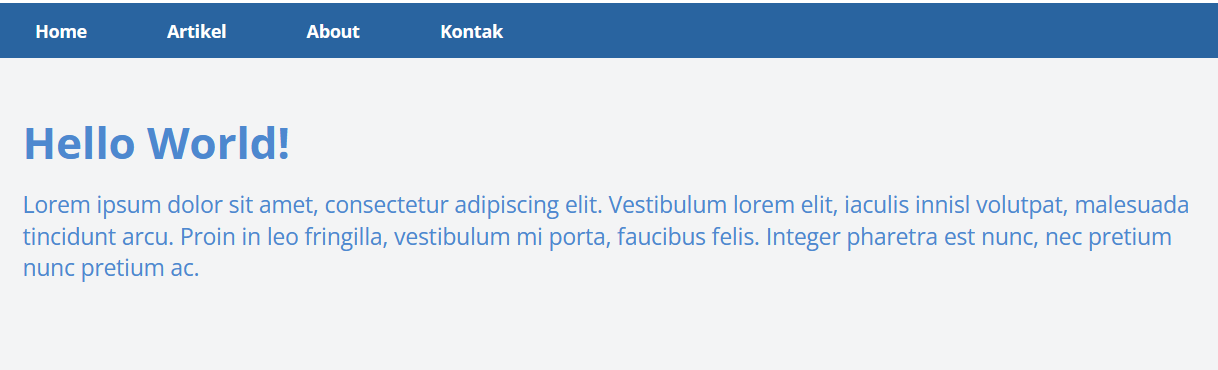 Home Artikel About Kontak
Hello World!
Lorem ipsum dolor sit amet, consectetur adipiscing elit. Vestibulum lorem elit, iaculis innisl volutpat, malesuada
tincidunt arcu. Proin in leo fringilla, vestibulum mi porta, faucibus felis. Integer pharetra est nunc, nec pretium
nunc pretium ac.